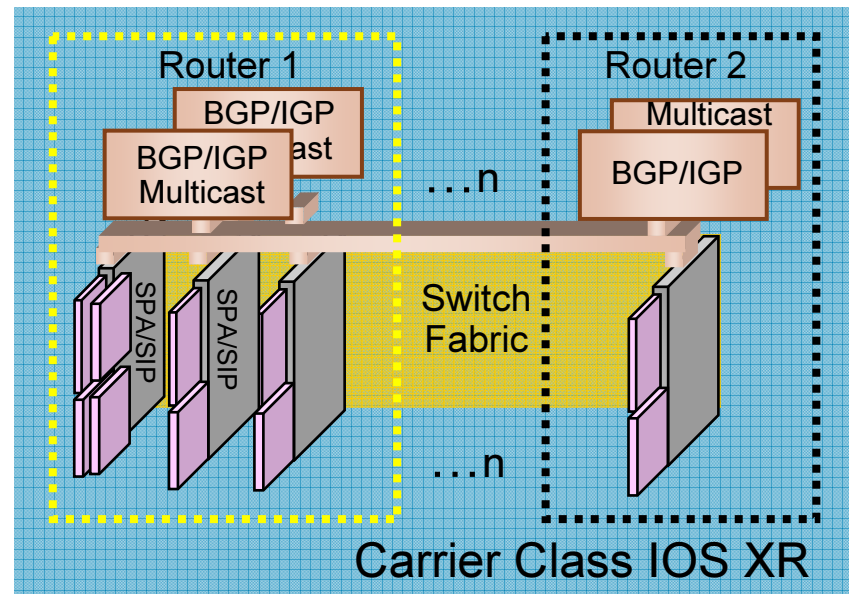 Router 1
Router 2
BGP/IGP
ast
BGP/IGP
Multicast
Multicast
BGP/IGP
...n
SPA/SIP
SPA/SIP
Switch
Fabric
...n
Carrier Class IOS XR